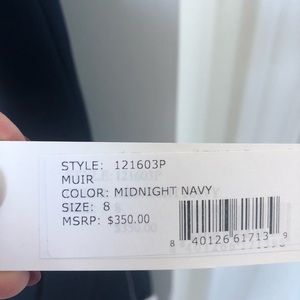 STYLE: 121603P
MUIR
COLOR: MIDNIGHT NAVY
SIZE: 8
MSRP: $350.00
8 40126 61713 9